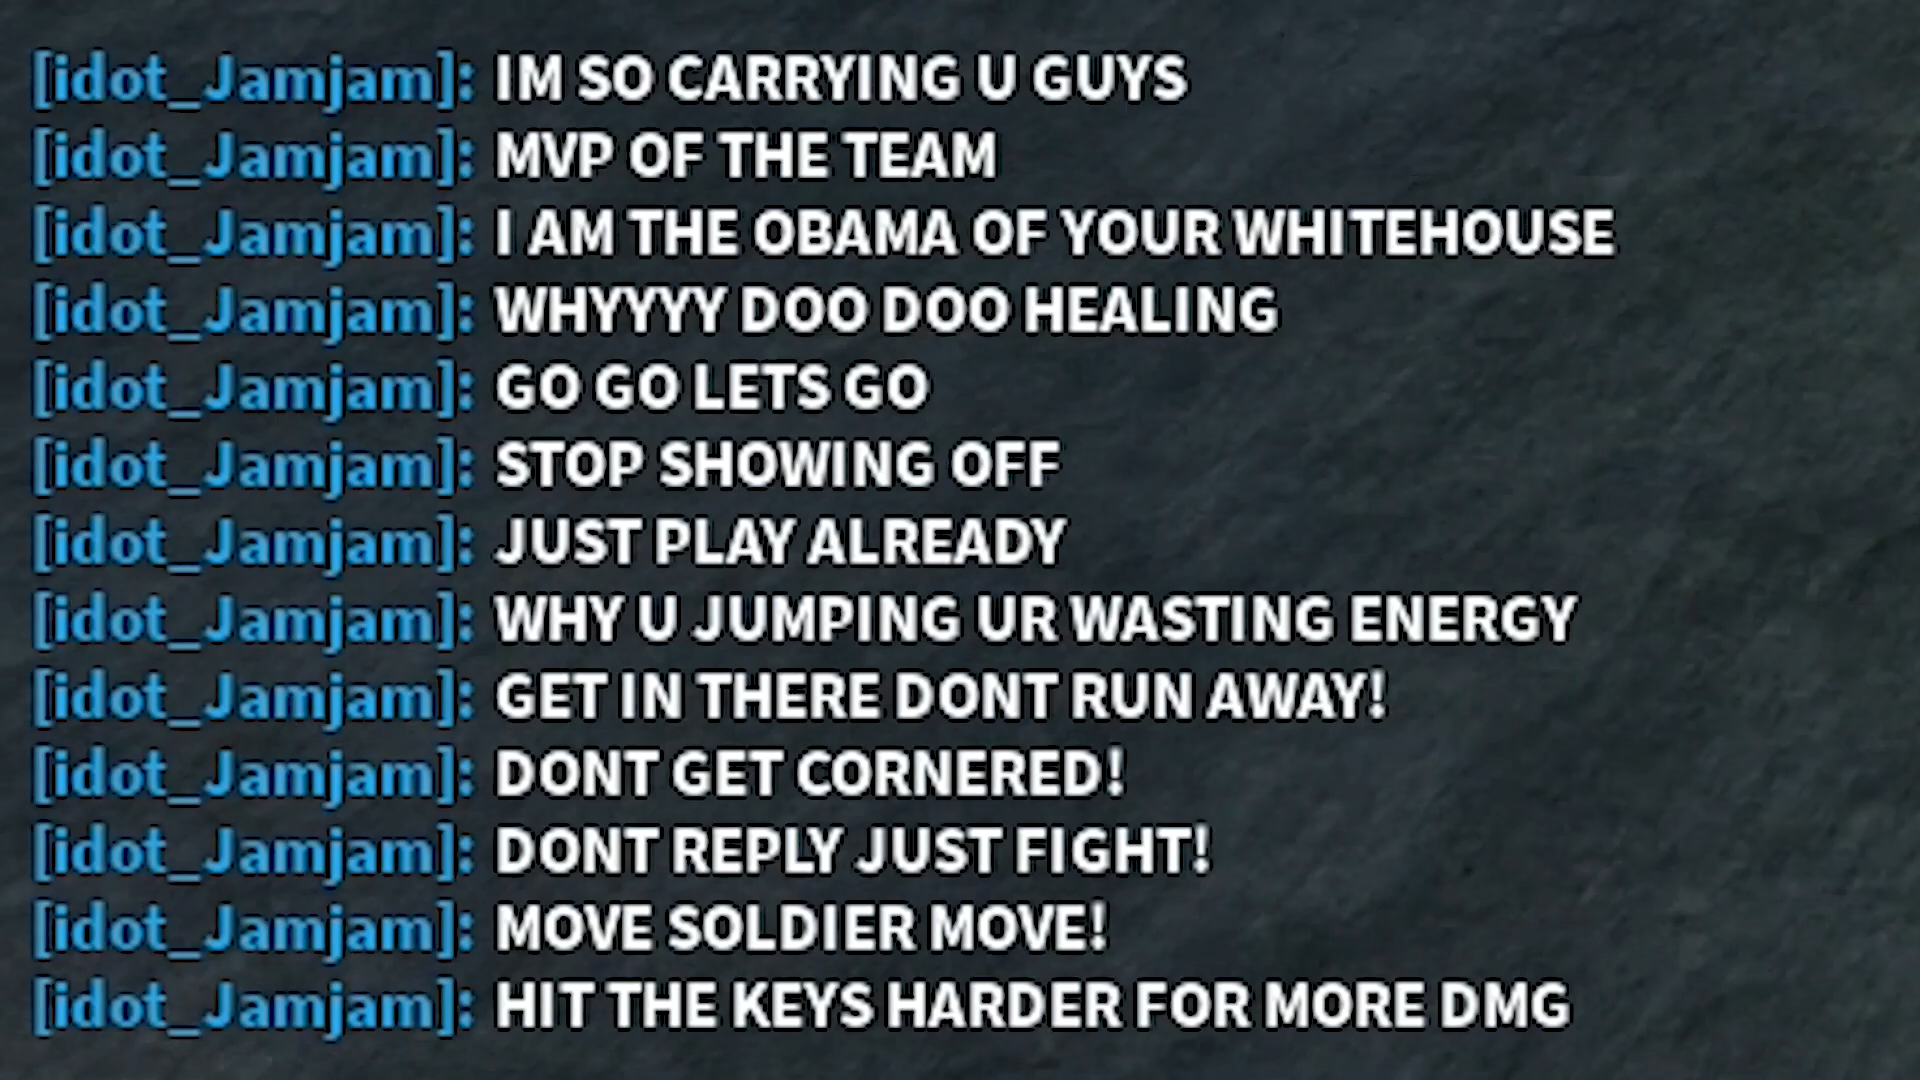 [idot_Jamjam]: IM SO CARRYING U GUYS
[idot_Jamjam]: MVP OF THE TEAM
[idot_Jamjam]: I AM THE OBAMA OF YOUR WHITEHOUSE
[idot_Jamjam]: WHYYYY DOO DOO HEALING
[idot_Jamjam]: GO GO LETS GO
[idot_Jamjam]: STOP SHOWING OFF
[idot_Jamjam]: JUST PLAY ALREADY
[idot_Jamjam]: WHY U JUMPING UR WASTING ENERGY
[idot_Jamjam]: GET IN THERE DONT RUN AWAY!
[idot_Jamjam]: DONT GET CORNERED!
[idot_Jamjam]: DONT REPLY JUST FIGHT!
[idot_Jamjam]: MOVE SOLDIER MOVE!
[idot_Jamjam]: HIT THE KEYS HARDER FOR MORE DMG